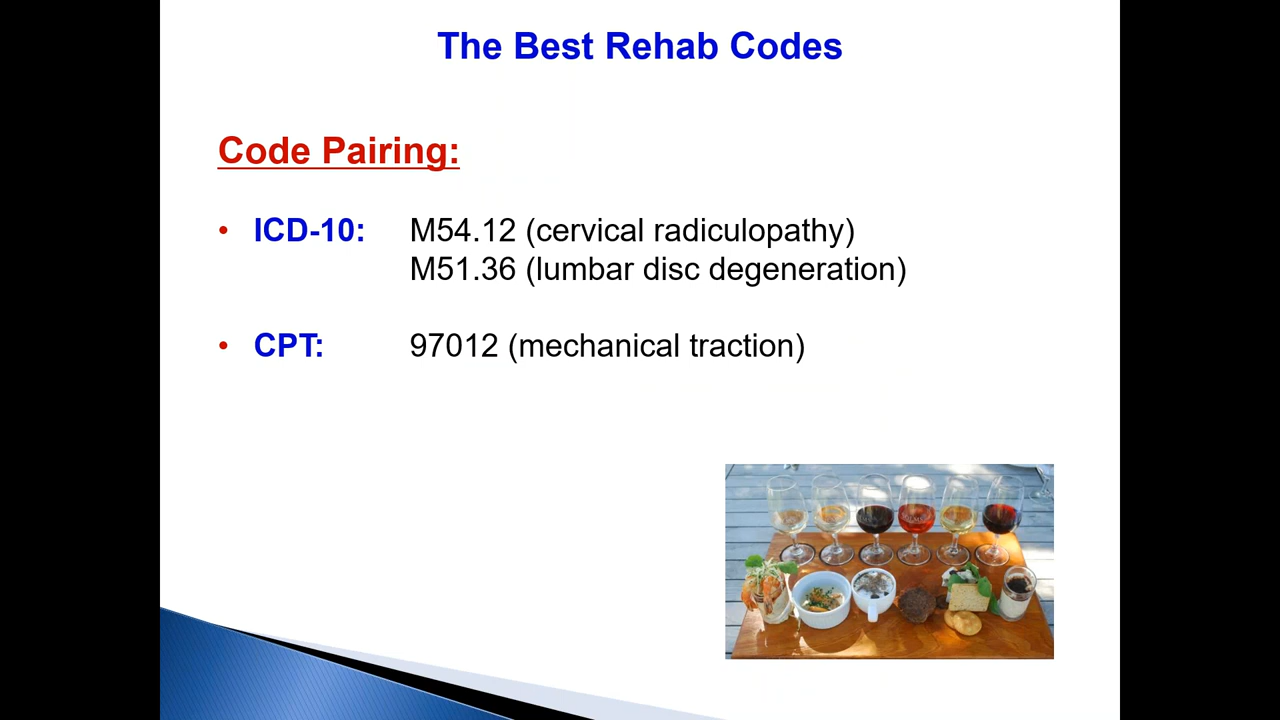 The Best Rehab Codes
Code Pairing:
• ICD-10: M54.12 (cervical radiculopathy)
M51.36 (lumbar disc degeneration)
• CPT: 97012 (mechanical traction)